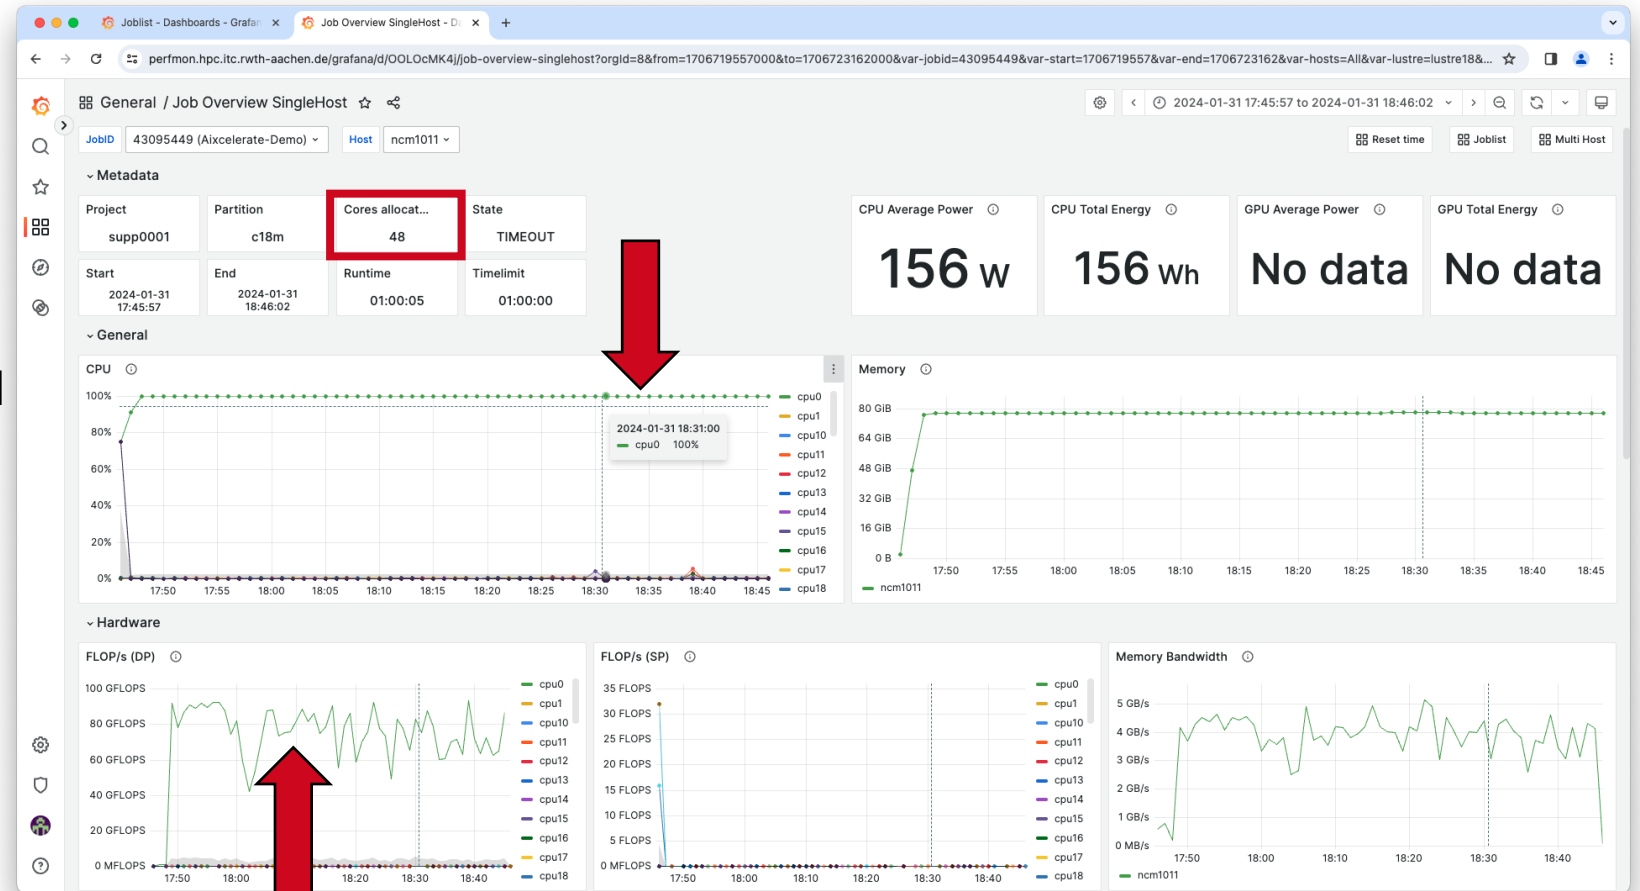 Joblist - Dashboards - Grafan
Job Overview SingleHost - Da
perfmon.hpc.itc.rwth-aachen.de/grafana/d/OOLOcMK4j/job-overview-singlehost?orgId=8&from=1706719557000&to=1706723162000&var-jobid=43095449&var-start=1706719557&var-end=1706723162&var-hosts=All&var-lustre=lustre18&...
General / Job Overview SingleHost
2024-01-31 17:45:57 to 2024-01-31 18:46:02
JobID 43095449 (Aixcelerate-Demo) Host ncm1011
Reset time Joblist Multi Host
Metadata
Project
supp0001
Partition
c18m
Cores allocat...
48
State
TIMEOUT
Start
2024-01-31
17:45:57
End
2024-01-31
18:46:02
Runtime
01:00:05
Timelimit
01:00:00
CPU Average Power
156 W
CPU Total Energy
156 Wh
GPU Average Power
No data
GPU Total Energy
No data
General
CPU
100%
80%
60%
40%
20%
0%
17:50 17:55 18:00 18:05 18:10 18:15 18:20 18:25 18:30 18:35 18:40 18:45
2024-01-31 18:31:00
cpu0 100%
cpu0
cpu1
cpu10
cpu11
cpu12
cpu13
cpu14
cpu15
cpu16
cpu17
cpu18
Memory
80 GiB
64 GiB
48 GiB
32 GiB
16 GiB
0 B
17:50 17:55 18:00 18:05 18:10 18:15 18:20 18:25 18:30 18:35 18:40 18:45
ncm1011
Hardware
FLOP/s (DP)
100 GFLOPS
80 GFLOPS
60 GFLOPS
40 GFLOPS
20 GFLOPS
0 MFLOPS
17:50 18:00 18:20 18:30 18:40
cpu0
cpu1
cpu10
cpu11
cpu12
cpu13
cpu14
cpu15
cpu16
cpu17
cpu18
FLOP/s (SP)
35 FLOPS
30 FLOPS
25 FLOPS
20 FLOPS
15 FLOPS
10 FLOPS
5 FLOPS
0 MFLOPS
17:50 18:00 18:10 18:20 18:30 18:40
cpu0
cpu1
cpu10
cpu11
cpu12
cpu13
cpu14
cpu15
cpu16
cpu17
cpu18
Memory Bandwidth
5 GB/s
4 GB/s
3 GB/s
2 GB/s
1 GB/s
0 MB/s
17:50 18:00 18:10 18:20 18:30 18:40
ncm1011